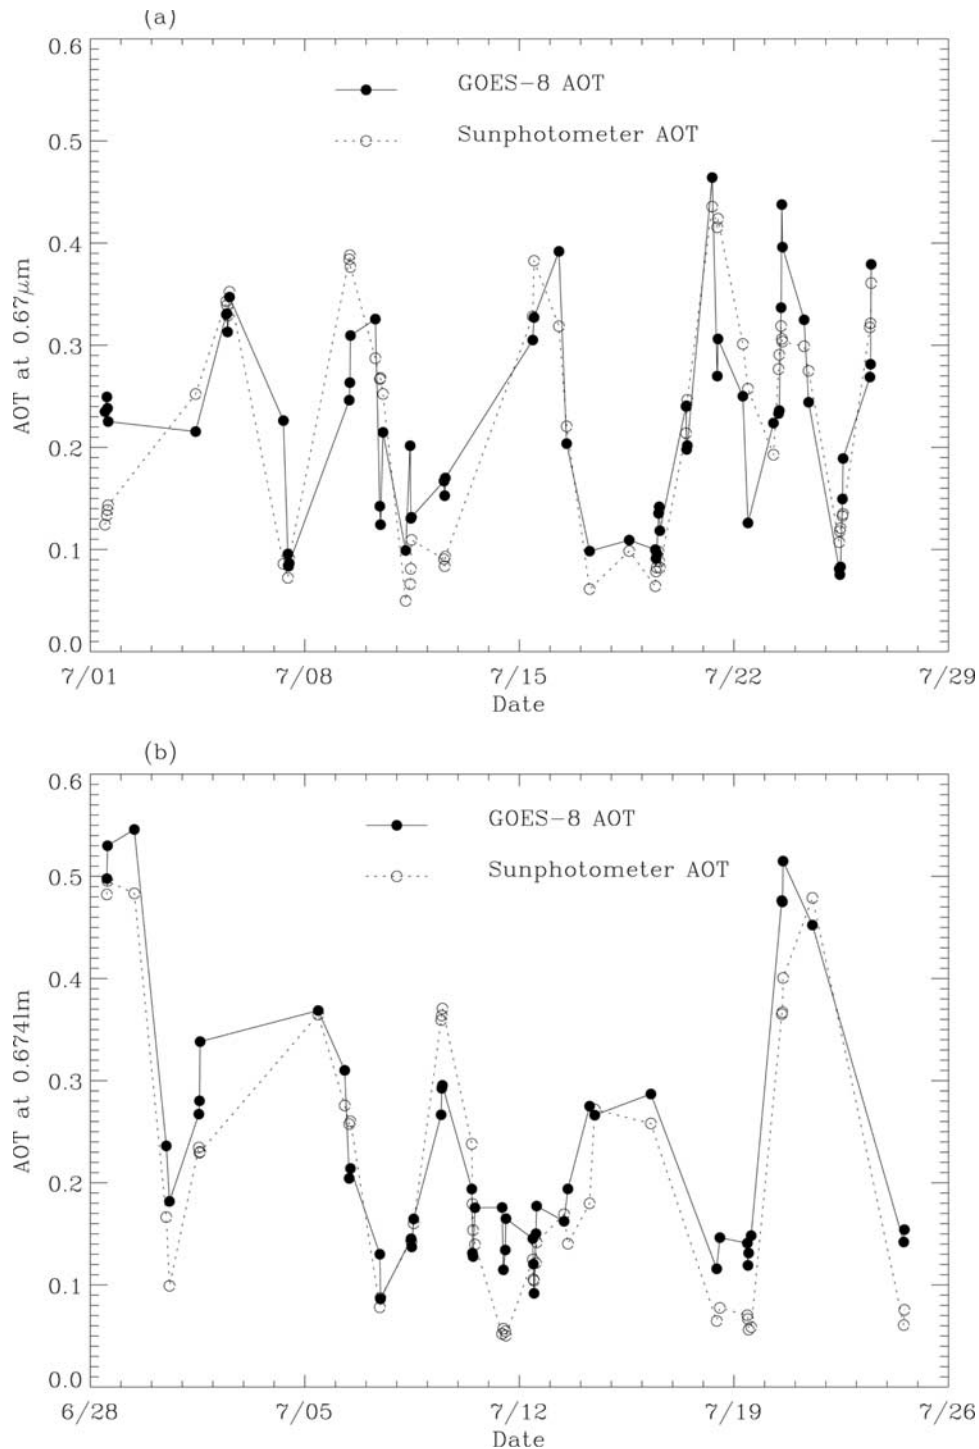 (a)
0.6
GOES-8 AOT
0.5
Sunphotometer AOT
0.4
AOT at 0.67μm
0.3
0.2
0.1
0.0
7/01 7/08 7/15 7/22 7/29
Date
(b)
0.6
GOES-8 AOT
0.5
Sunphotometer AOT
0.4
AOT at 0.674lm
0.3
0.2
0.1
0.0
6/28 7/05 7/12 7/19 7/26
Date